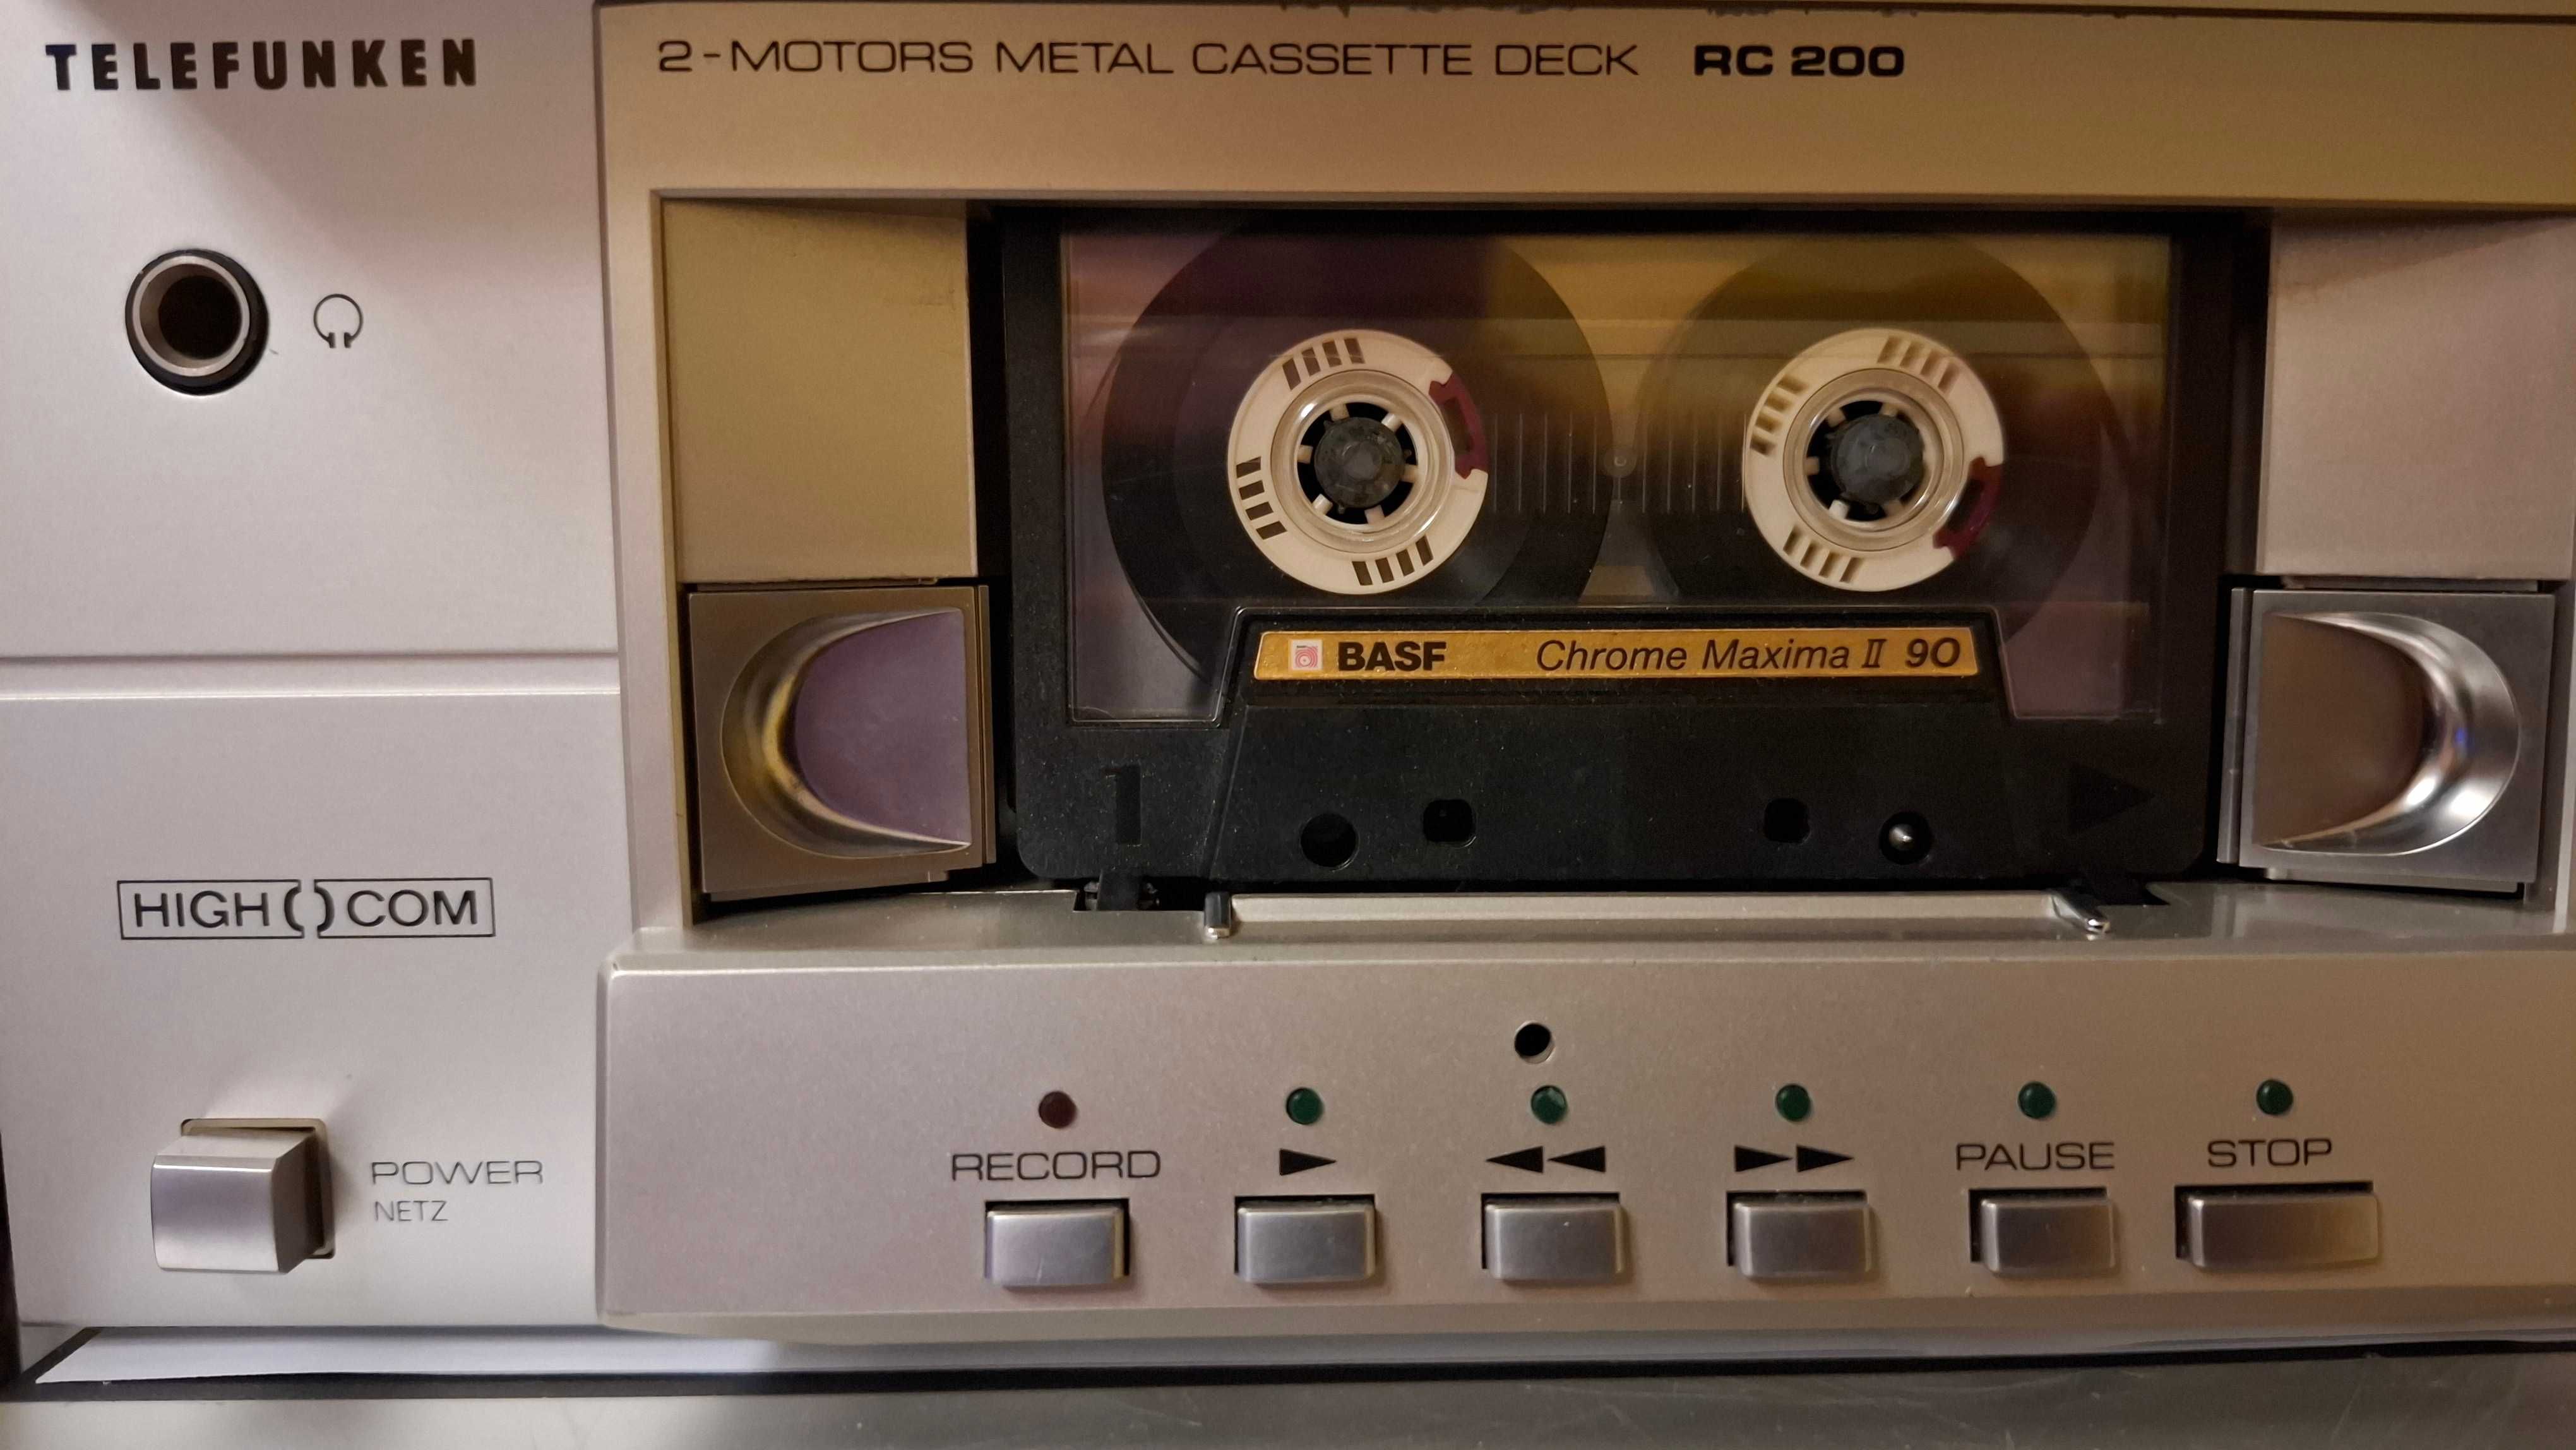 TELEFUNKEN
2-MOTORS METAL CASSETTE DECK RC 200
BASF Chrome Maxima II 90
1
HIGH COM
POWER
NETZ
RECORD
PAUSE
STOP